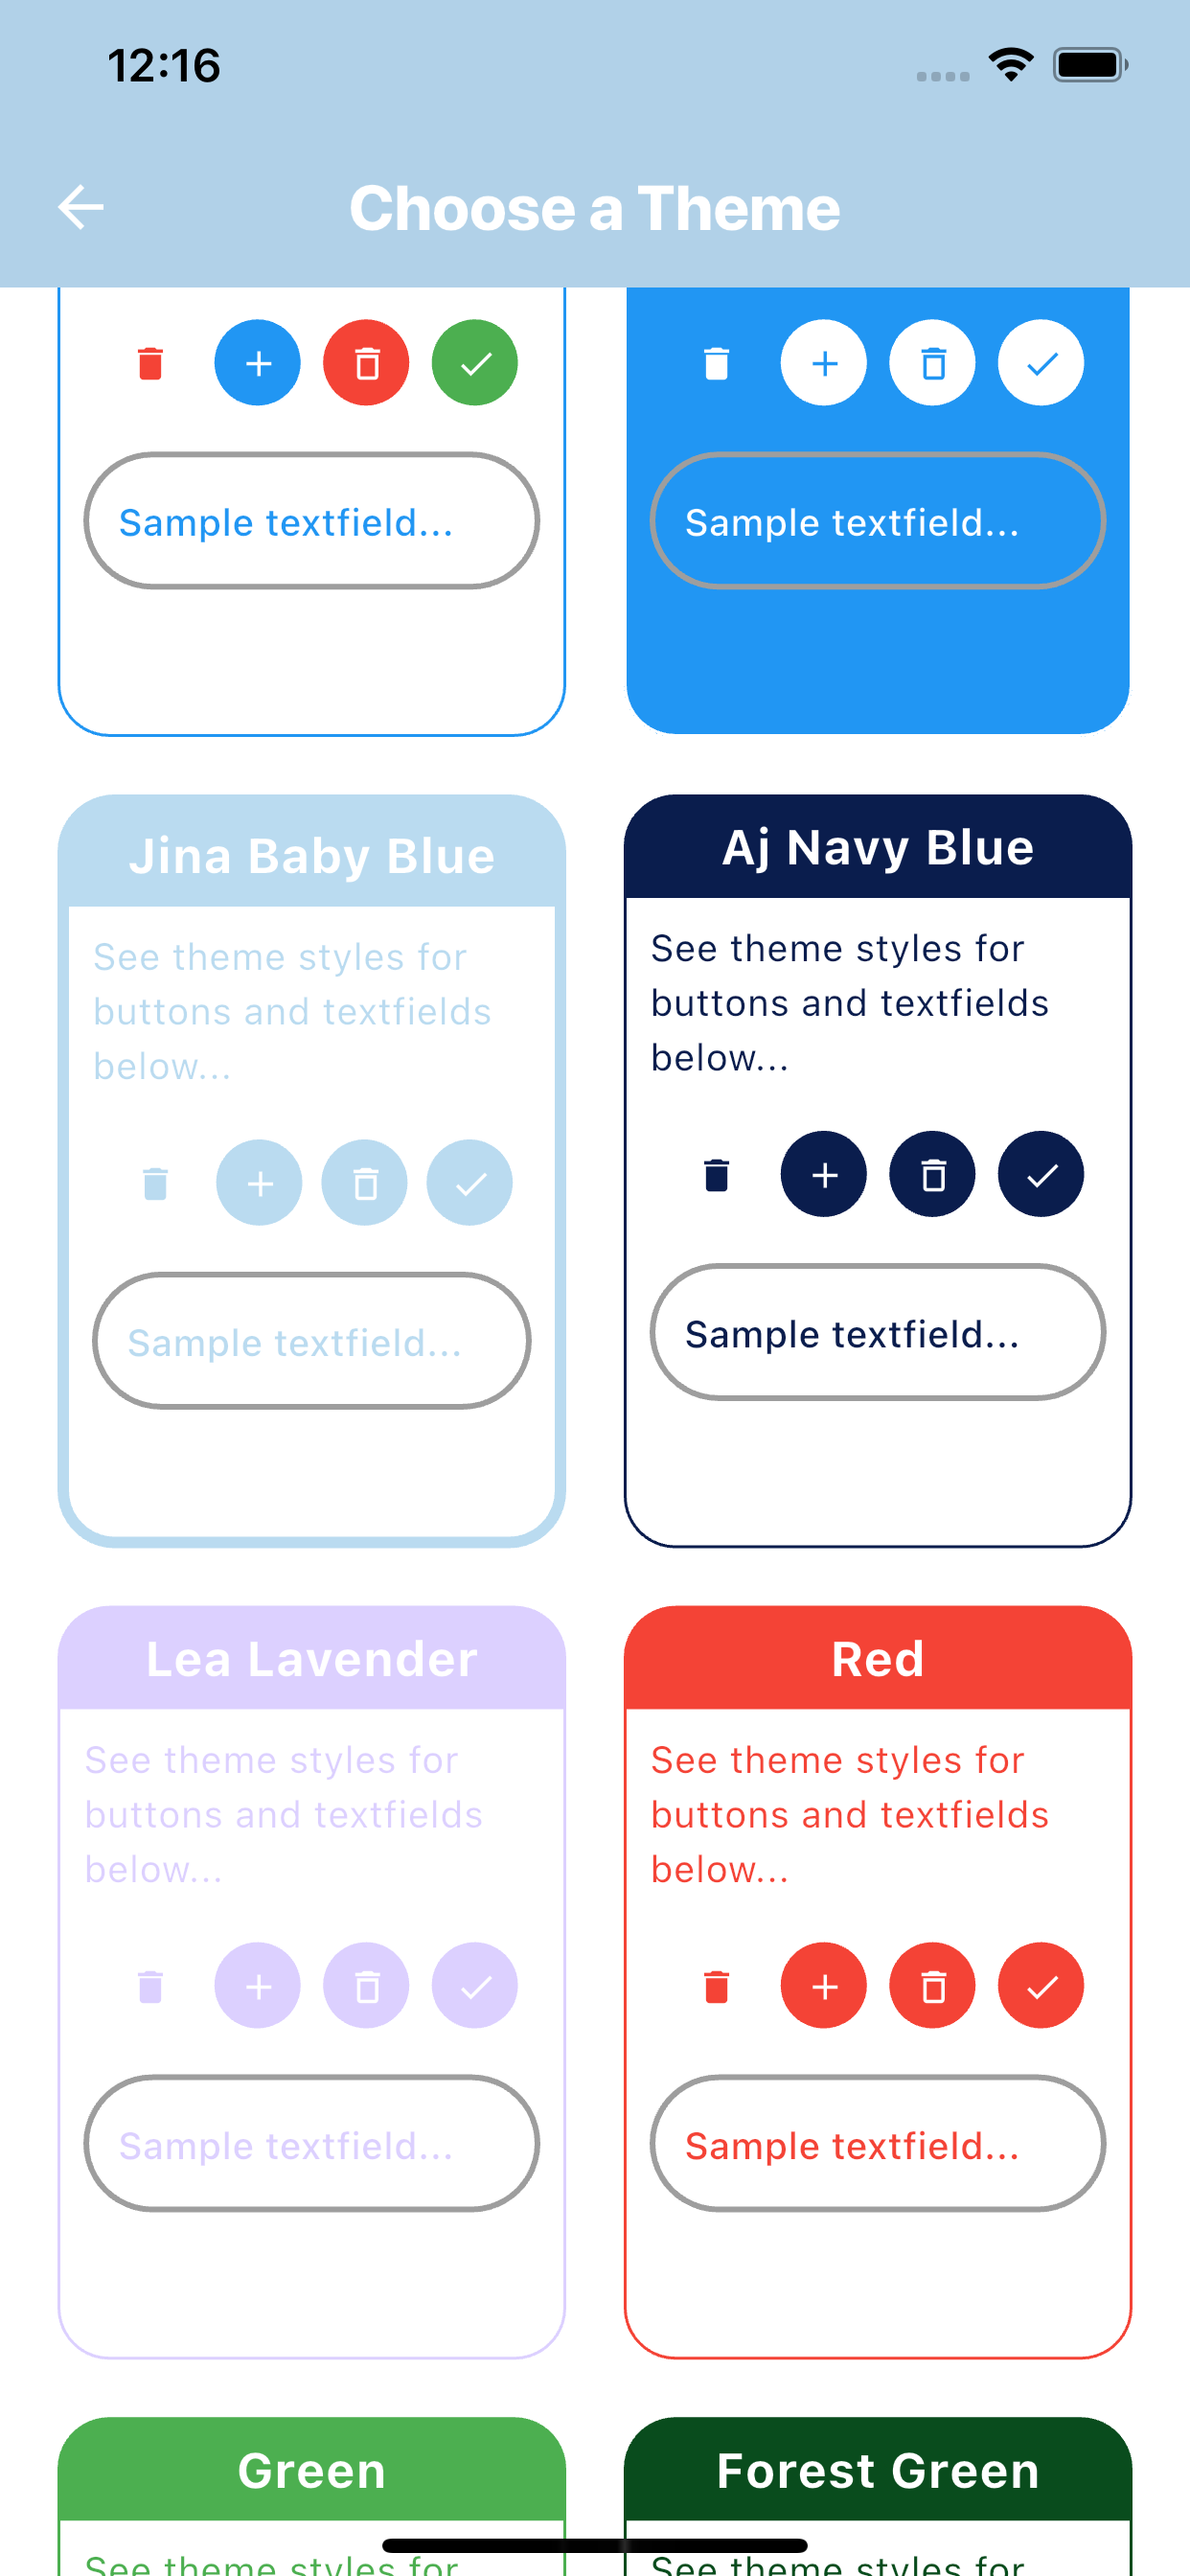 12:16
Choose a Theme
Sample textfield...
Sample textfield...
Jina Baby Blue
See theme styles for
buttons and textfields
below...
Sample textfield...
Aj Navy Blue
See theme styles for
buttons and textfields
below...
Sample textfield...
Lea Lavender
See theme styles for
buttons and textfields
below...
Sample textfield...
Red
See theme styles for
buttons and textfields
below...
Sample textfield...
Green
See theme styles for
Forest Green
See theme styles for